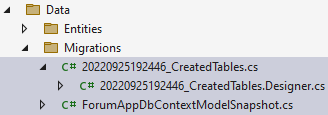 Data
Entities
Migrations
C# 20220925192446_CreatedTables.cs
C# 20220925192446_CreatedTables.Designer.cs
C# ForumAppDbContextModelSnapshot.cs